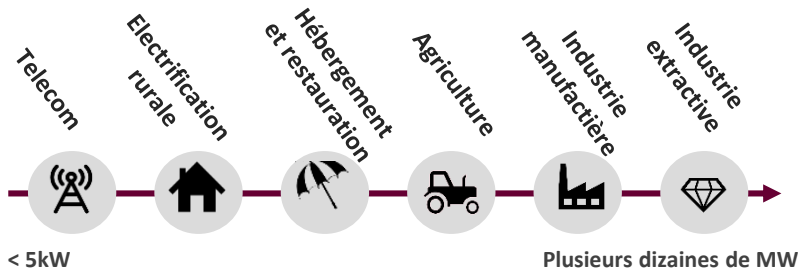 Telecom
Electrification
rurale
Hébergement
et restauration
Agriculture
Industrie
manufactière
Industrie
extractive
< 5kW
Plusieurs dizaines de MW